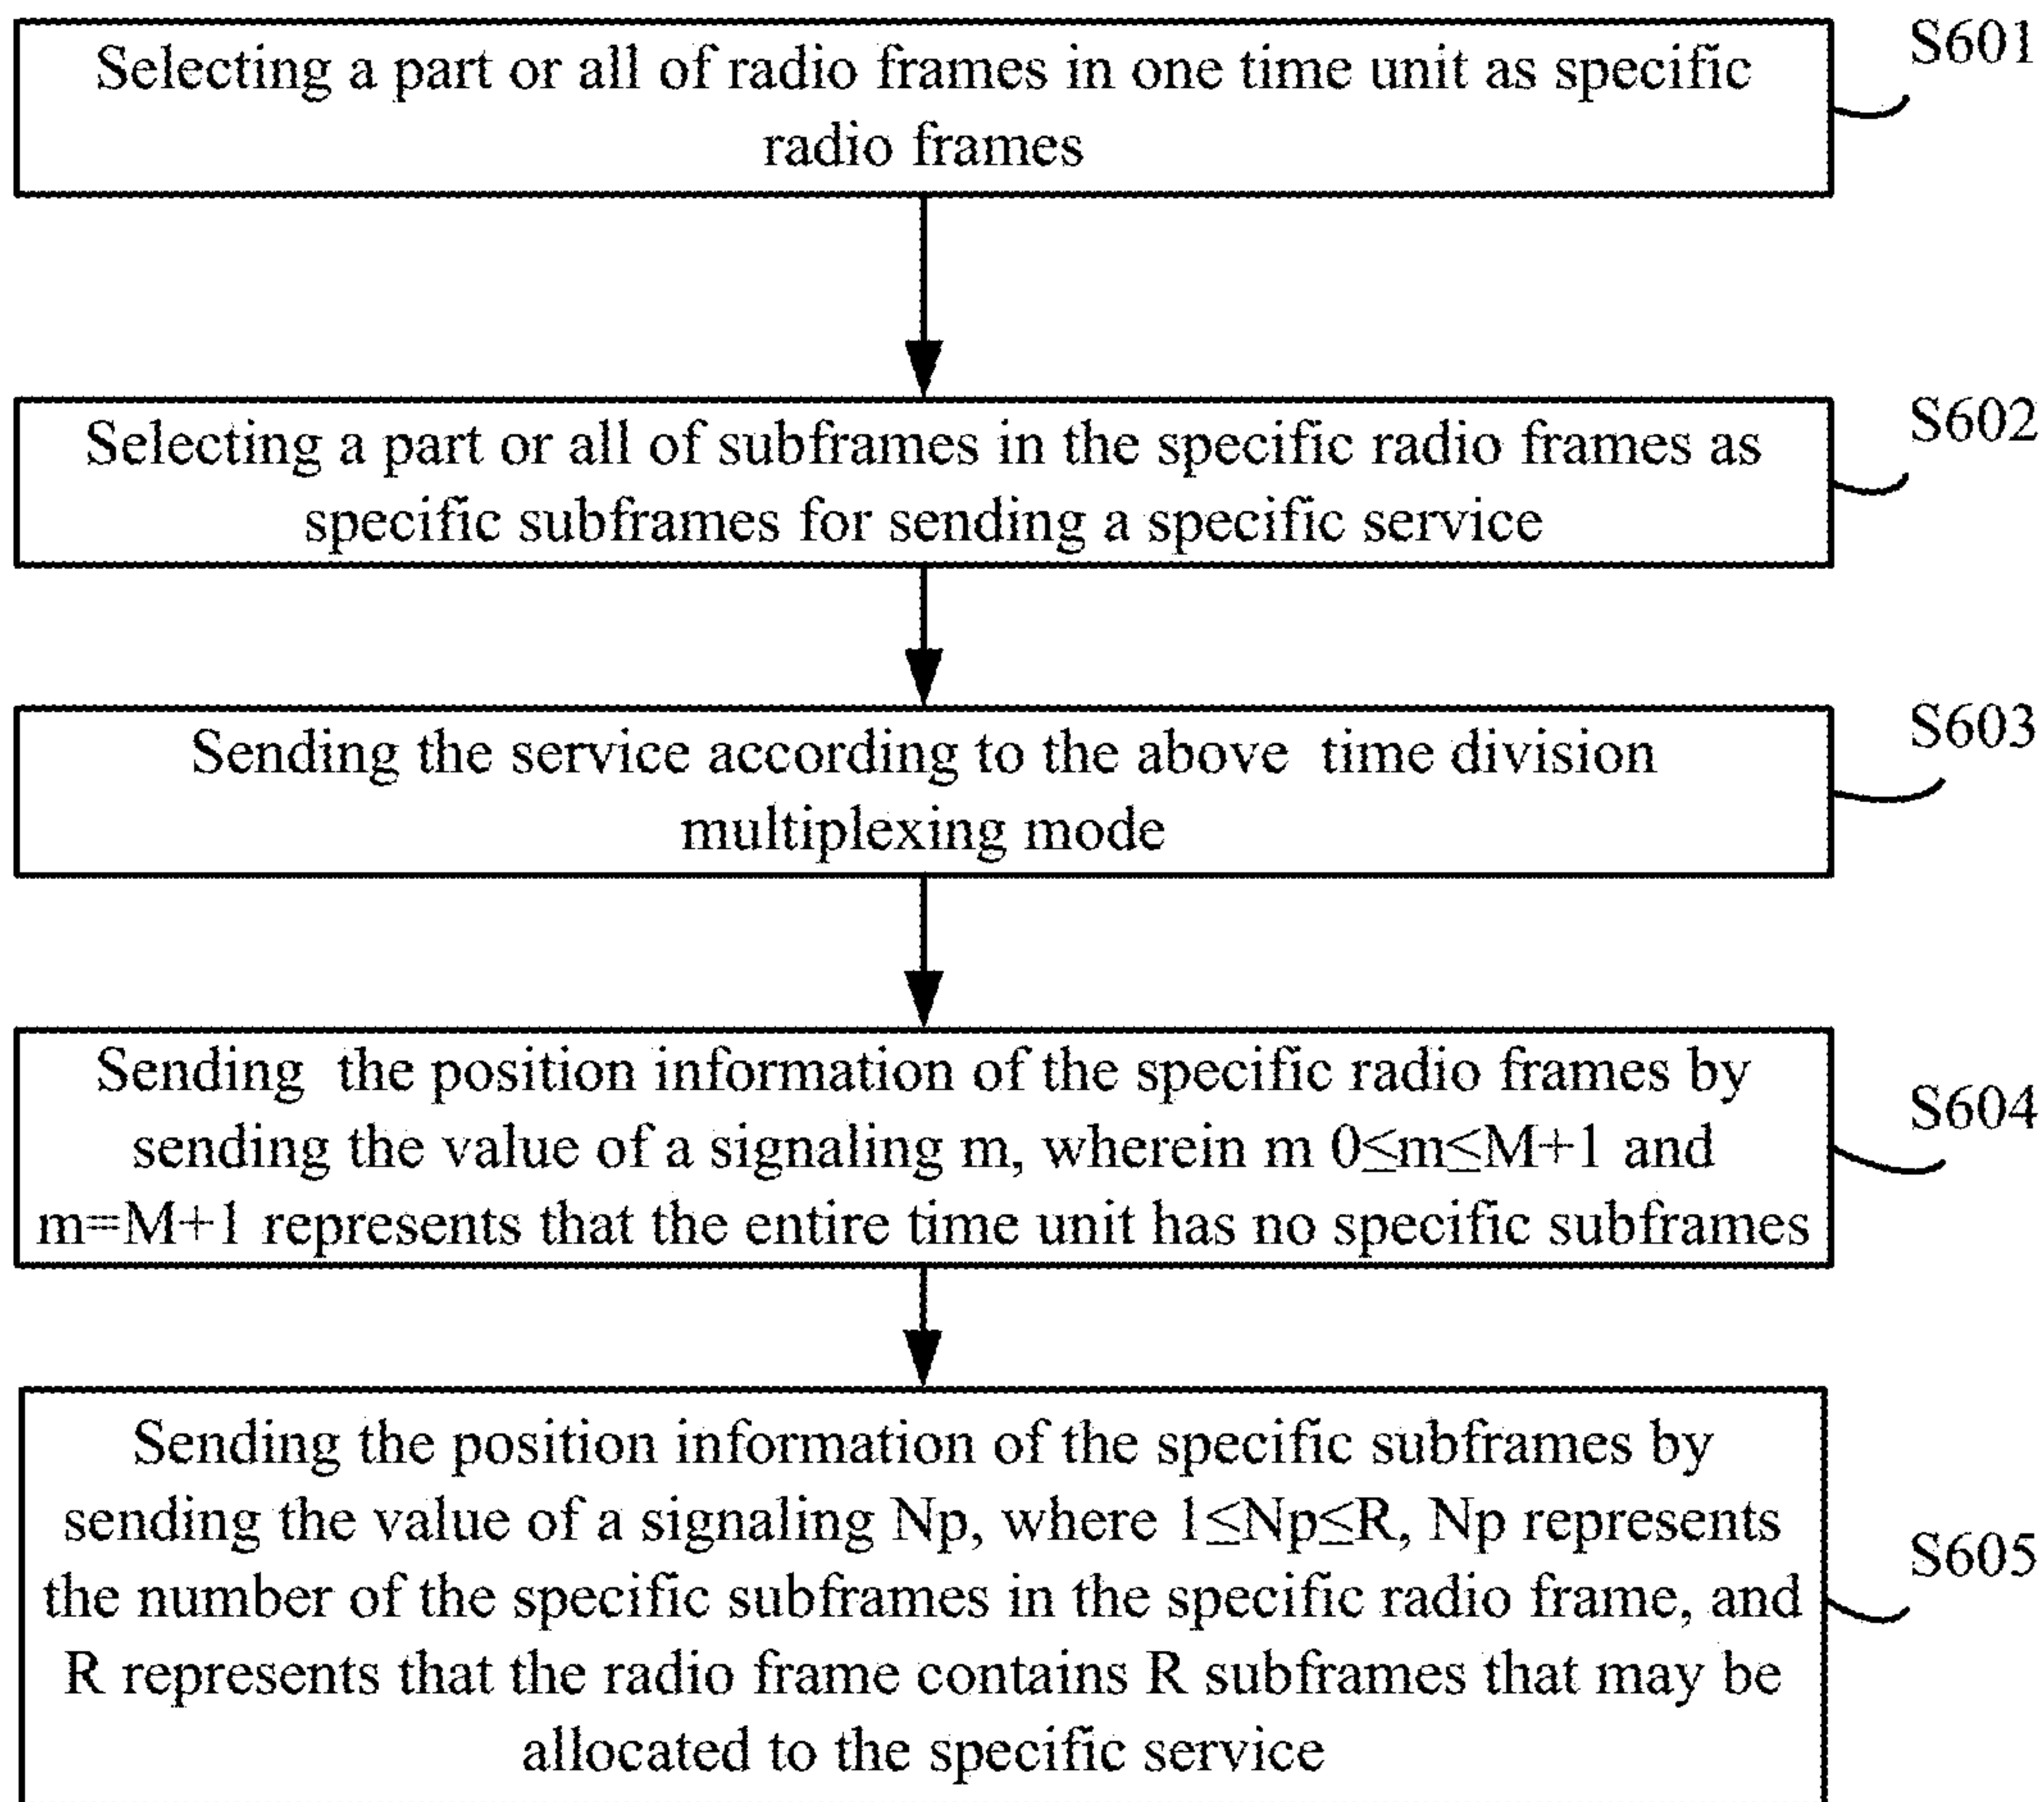 Selecting a part or all of radio frames in one time unit as specific
radio frames
S601
Selecting a part or all of subframes in the specific radio frames as
specific subframes for sending a specific service
S602
Sending the service according to the above time division
multiplexing mode
S603
Sending the position information of the specific radio frames by
sending the value of a signaling m, wherein m 0≤m≤M+1 and
m=M+1 represents that the entire time unit has no specific subframes
S604
Sending the position information of the specific subframes by
sending the value of a signaling Np, where 1≤Np≤R, Np represents
the number of the specific subframes in the specific radio frame, and
R represents that the radio frame contains R subframes that may be
allocated to the specific service
S605